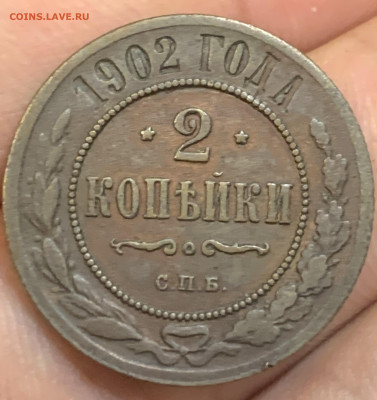 COINS.LAVE.RU
1902 ГОДА
2
КОПѢЙКИ
С.П.Б.